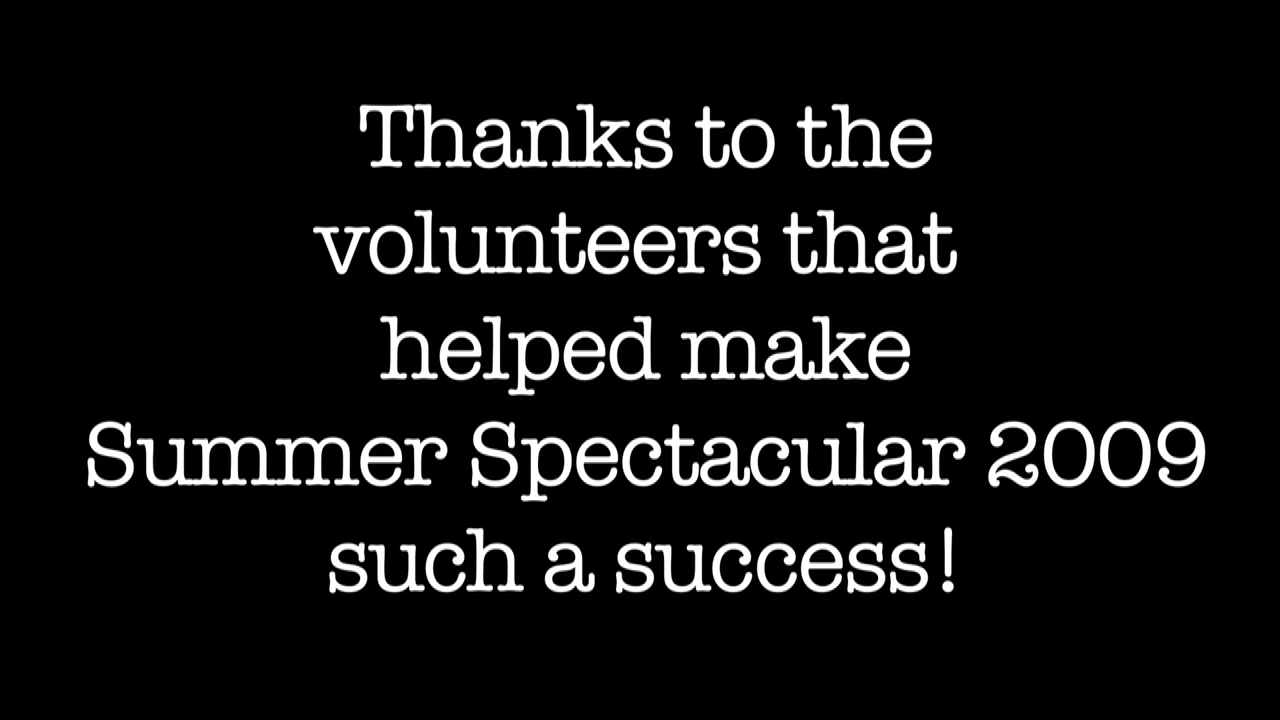 Thanks to the
volunteers that
helped make
Summer Spectacular 2009
such a success!